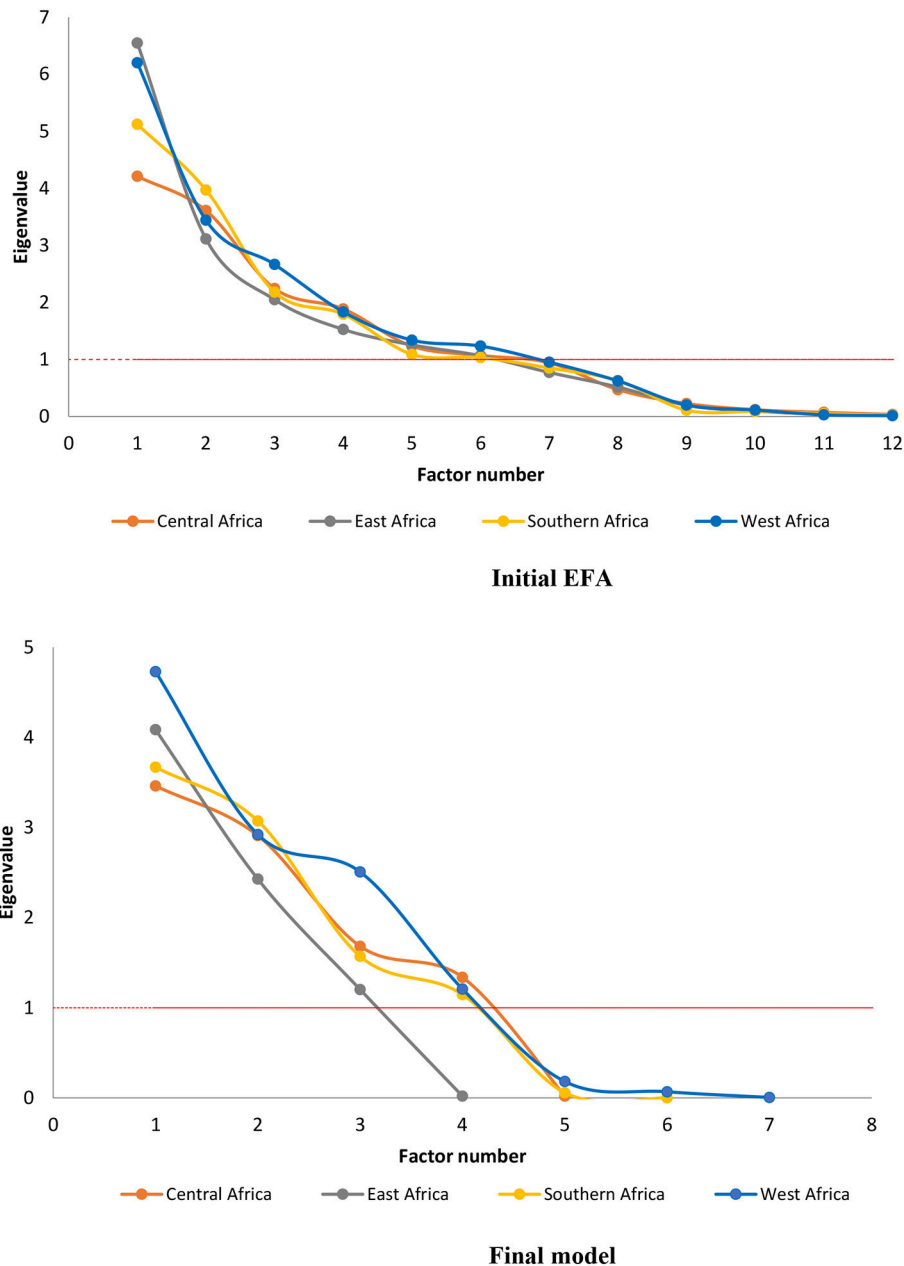 7
6
5
4
3
2
1
0
Eigenvalue
0 1 2 3 4 5 6 7 8 9 10 11 12
Factor number
Central Africa East Africa Southern Africa West Africa
Initial EFA
5
4
3
2
1
0
Eigenvalue
0 1 2 3 4 5 6 7 8
Factor number
Central Africa East Africa Southern Africa West Africa
Final model